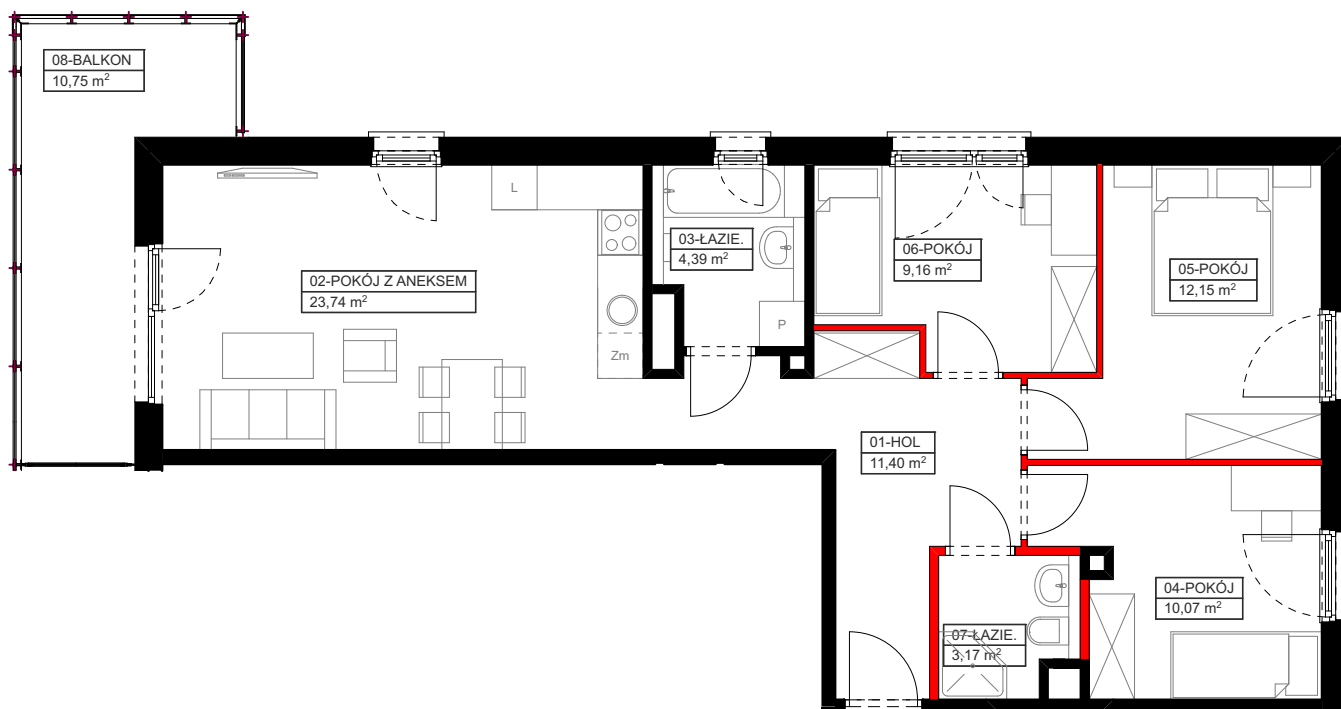 08-BALKON
10,75 m²
L
03-ŁAZIE.
4,39 m²
06-POKÓJ
9,16 m²
05-POKÓJ
12,15 m²
02-POKÓJ Z ANEKSEM
23,74 m²
P
Zm
01-HOL
11,40 m²
04-POKÓJ
10,07 m²
07-ŁAZIE.
3,17 m²